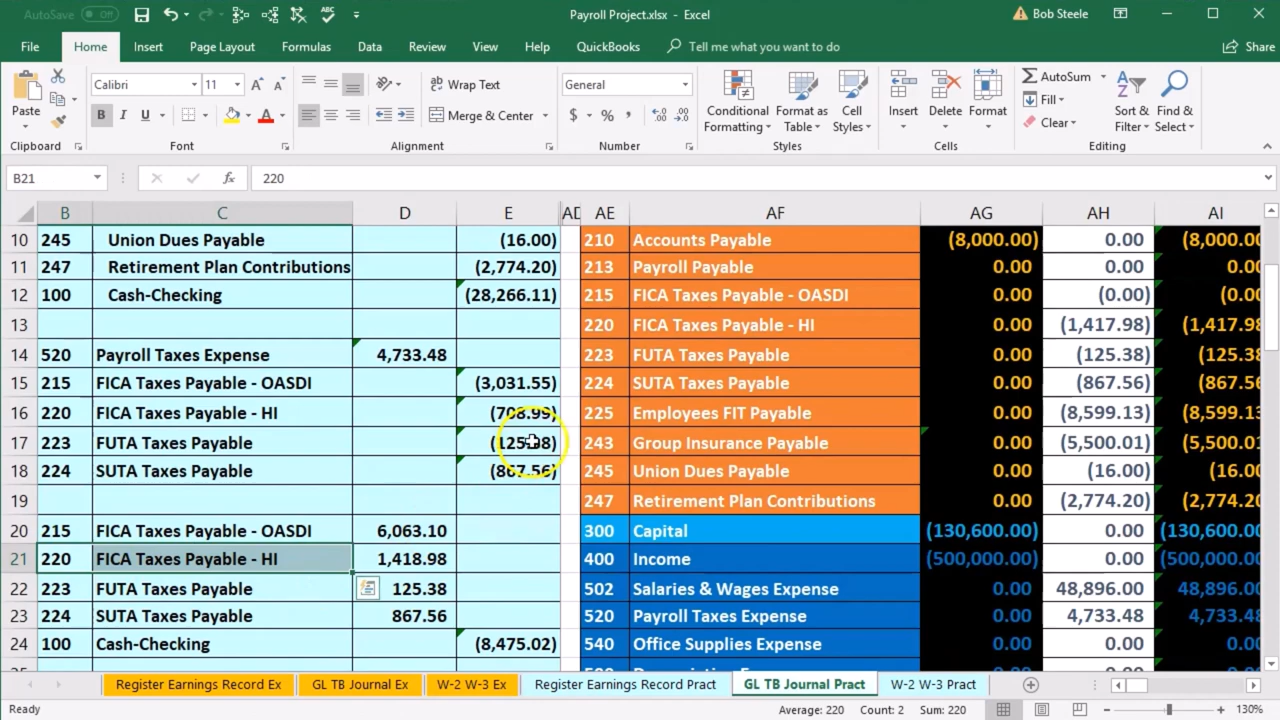 AutoSave Off Payroll Project.xlsx - Excel Bob Steele
File Home Insert Page Layout Formulas Data Review View Help QuickBooks Tell me what you want to do Share
Paste Calibri 11 Wrap Text General AutoSum
Conditional Format as Cell Insert Delete Format Fill Sort & Find &
B I U Merge & Center $ % Formatting Table Styles Clear Filter Select
Clipboard Font Alignment Number Styles Cells Editing
B21 fx 220
B C D E AD AE AF AG AH AI
10 245 Union Dues Payable (16.00) 210 Accounts Payable (8,000.00) 0.00 (8,000.00)
11 247 Retirement Plan Contributions (2,774.20) 213 Payroll Payable 0.00 0.00 0.00
12 100 Cash-Checking (28,266.11) 215 FICA Taxes Payable - OASDI 0.00 (0.00) (0.00
13 220 FICA Taxes Payable - HI 0.00 (1,417.98) (1,417.98
14 520 Payroll Taxes Expense 4,733.48 223 FUTA Taxes Payable 0.00 (125.38) (125.38
15 215 FICA Taxes Payable - OASDI (3,031.55) 224 SUTA Taxes Payable 0.00 (867.56) (867.56
16 220 FICA Taxes Payable - HI (708.99) 225 Employees FIT Payable 0.00 (8,599.13) (8,599.13
17 223 FUTA Taxes Payable 243 Group Insurance Payable 0.00 (5,500.01) (5,500.01
18 224 SUTA Taxes Payable (867.56) 245 Union Dues Payable 0.00 (16.00) (16.00
19 247 Retirement Plan Contributions 0.00 (2,774.20) (2,774.20
20 215 FICA Taxes Payable - OASDI 6,063.10 300 Capital (130,600.00) 0.00 (130,600.00
21 220 FICA Taxes Payable - HI 1,418.98 400 Income (500,000.00) 0.00 (500,000.00
22 223 FUTA Taxes Payable 125.38 502 Salaries & Wages Expense 0.00 48,896.00 48,896.00
23 224 SUTA Taxes Payable 867.56 520 Payroll Taxes Expense 0.00 4,733.48 4,733.48
24 100 Cash-Checking (8,475.02) 540 Office Supplies Expense 0.00 0.00 0.00
Register Earnings Record Ex GL TB Journal Ex W-2 W-3 Ex Register Earnings Record Pract GL TB Journal Pract W-2 W-3 Pract
Ready Average: 220 Count: 2 Sum: 220 130%